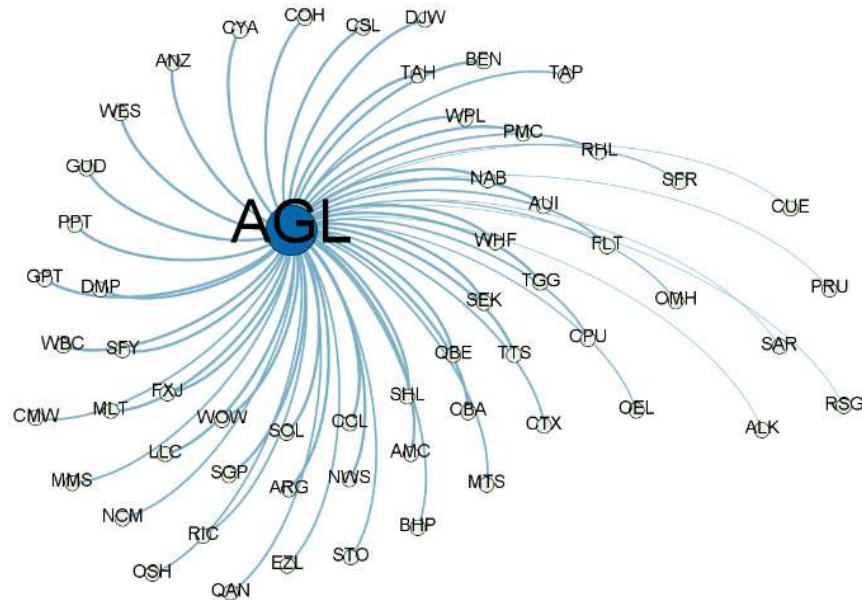 COH
DJW
CYA
CSL
ANZ
BEN
TAH
TAP
WES
WPL
PMC
RHL
GUD
NAB
SFR
AUI
CUE
PPT
AGL
WHF
FLT
GPT
DMP
TGG
PRU
SEK
OMH
WBC
SFY
CPU
SAR
QBE
TTS
FXJ
SHL
CMW
MLT
WOW
CCL
CBA
OEL
RSG
SOL
CTX
ALK
LLC
AMC
SGP
NWS
MMS
ARG
MTS
NCM
RIC
BHP
STO
OSH
EZL
QAN